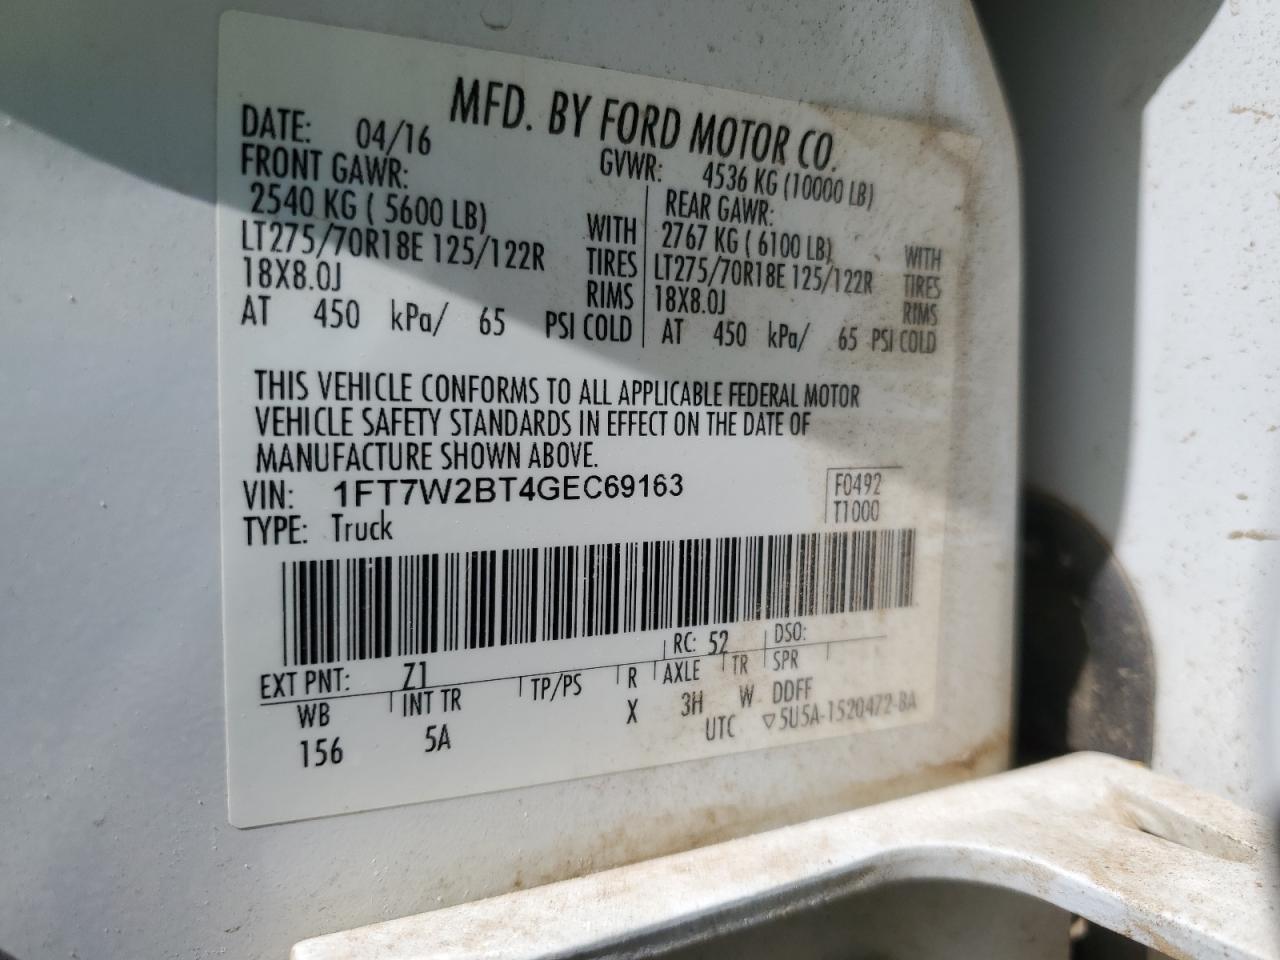 MFD. BY FORD MOTOR CO.
DATE: 04/16 GVWR: 4536 KG (10000 LB)
FRONT GAWR: REAR GAWR:
2540 KG ( 5600 LB) WITH 2767 KG ( 6100 LB) WITH
LT275/70R18E 125/122R TIRES LT275/70R18E 125/122R TIRES
18X8.0J RIMS 18X8.0J RIMS
AT 450 kPa/ 65 PSI COLD AT 450 kPa/ 65 PSI COLD
THIS VEHICLE CONFORMS TO ALL APPLICABLE FEDERAL MOTOR
VEHICLE SAFETY STANDARDS IN EFFECT ON THE DATE OF
MANUFACTURE SHOWN ABOVE.
VIN: 1FT7W2BT4GEC69163 F0492
TYPE: Truck T1000
EXT PNT: Z1 RC: 52 DSO:
WB INT TR TP/PS R AXLE TR SPR
156 5A X 3H W DDFF
UTC ▽5U5A-1520472-BA